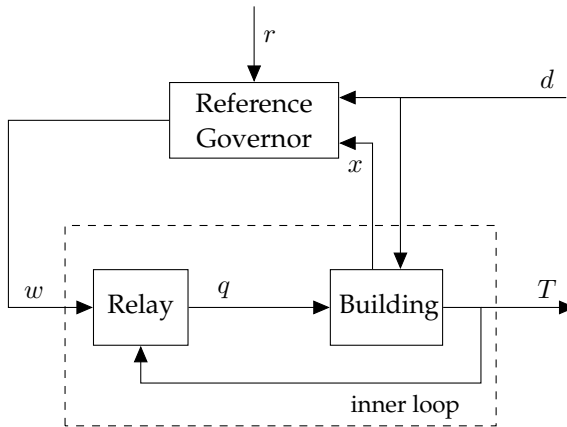 r
Reference
Governor
d
x
w
Relay
q
Building
T
inner loop